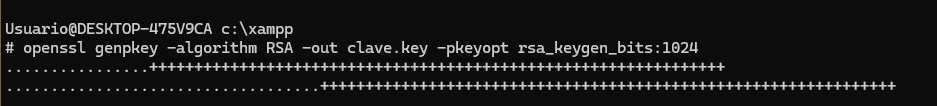 Usuario@DESKTOP-475V9CA c:\xampp
# openssl genpkey -algorithm RSA -out clave.key -pkeyopt rsa_keygen_bits:1024
................++++++++++++++++++++++++++++++++++++++++++++++++++++++++++++++++
...................................++++++++++++++++++++++++++++++++++++++++++++++++++++++++++++++++